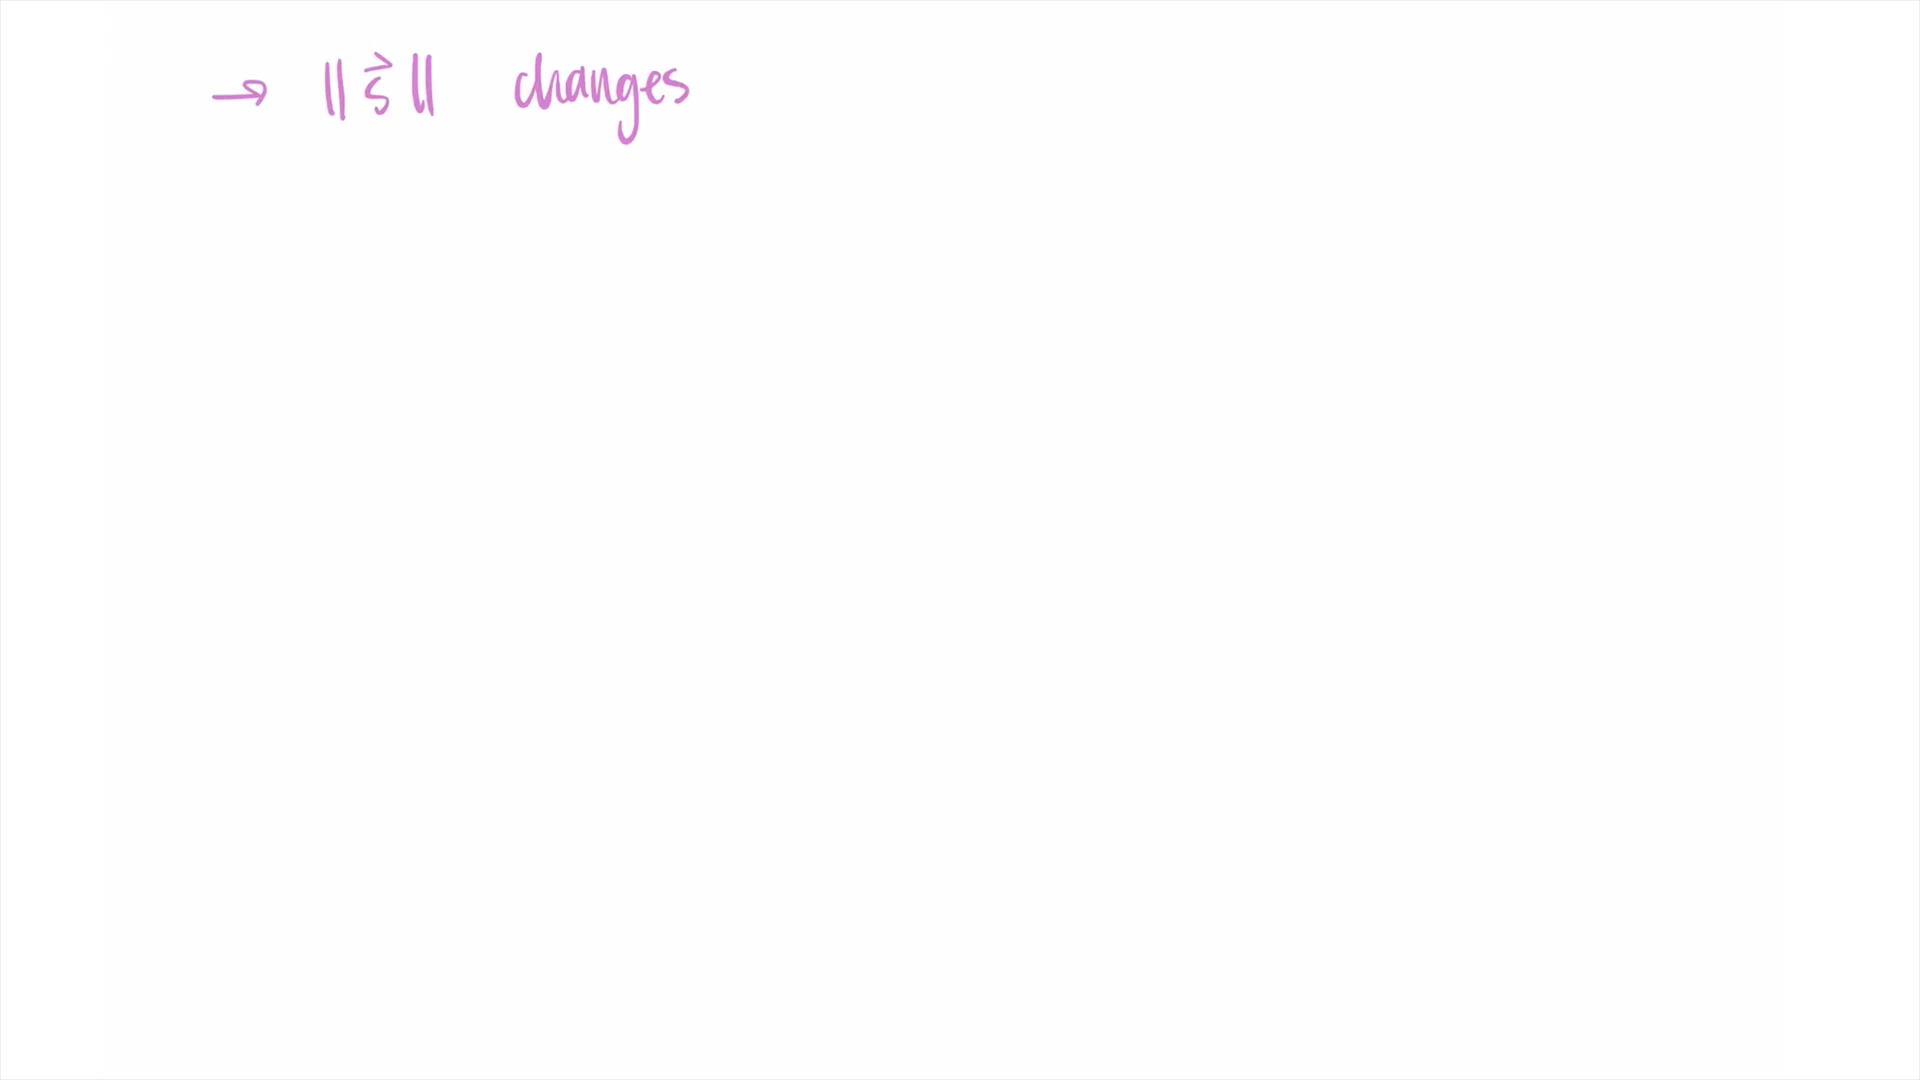 → ‖s⃗‖ changes